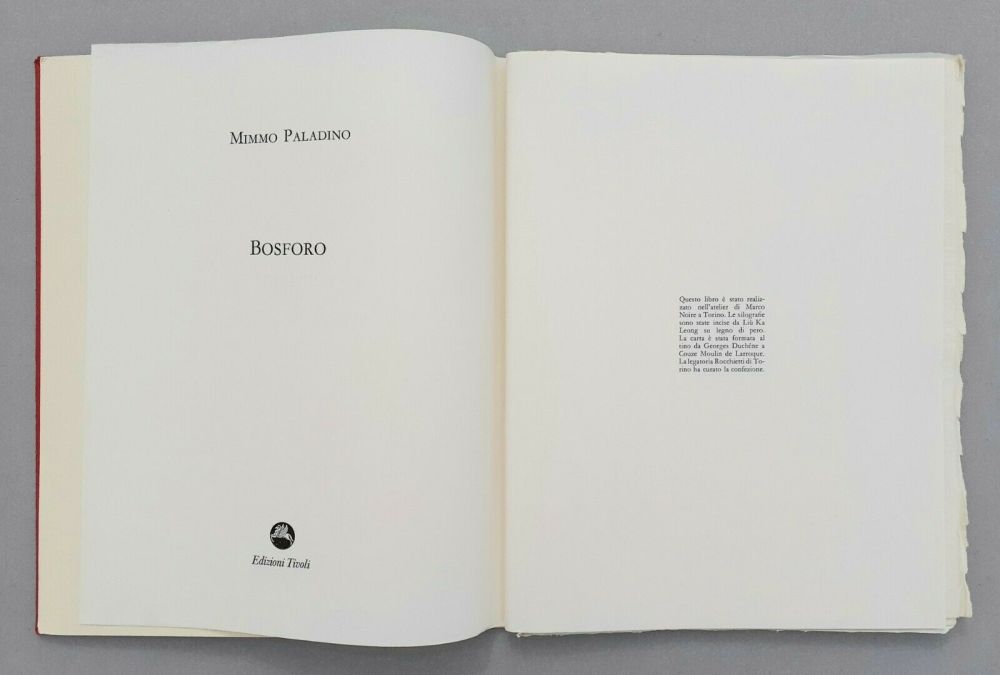 MIMMO PALADINO
BOSFORO
Edizioni Tivoli
Questo libro è stato realiz-
zato nell'atelier di Marco
Noire a Torino. Le silografie
sono state incise da Liù Ka
Leong su legno di pero.
La carta è stata formata al
tino da Georges Duchêne a
Couze Moulin de Larroque.
La legatoria Rocchietti di To-
rino ha curato la confezione.